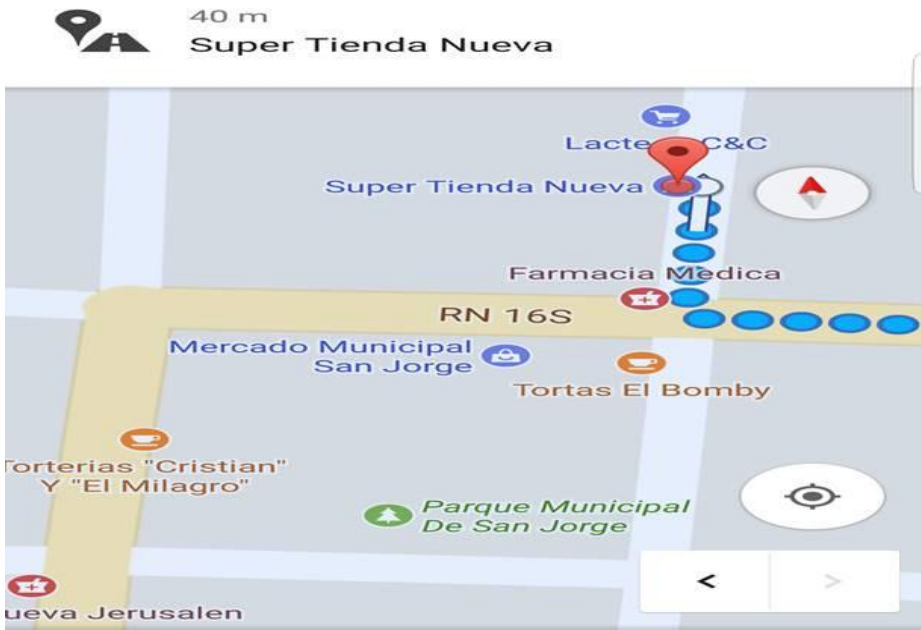 40 m
Super Tienda Nueva
C&C
Super Tienda Nueva
Farmacia Medica
RN 16S
Mercado Municipal
San Jorge
Tortas El Bomby
Torterias "Cristian"
Y "El Milagro"
Parque Municipal
De San Jorge
<
>
Jerusalen